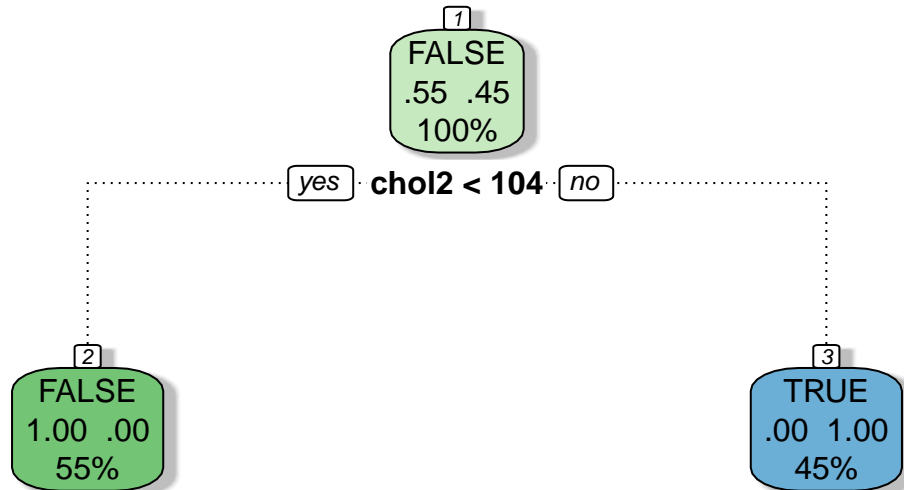 1
FALSE
.55 .45
100%
yes chol2 < 104 no
2
FALSE
1.00 .00
55%
3
TRUE
.00 1.00
45%